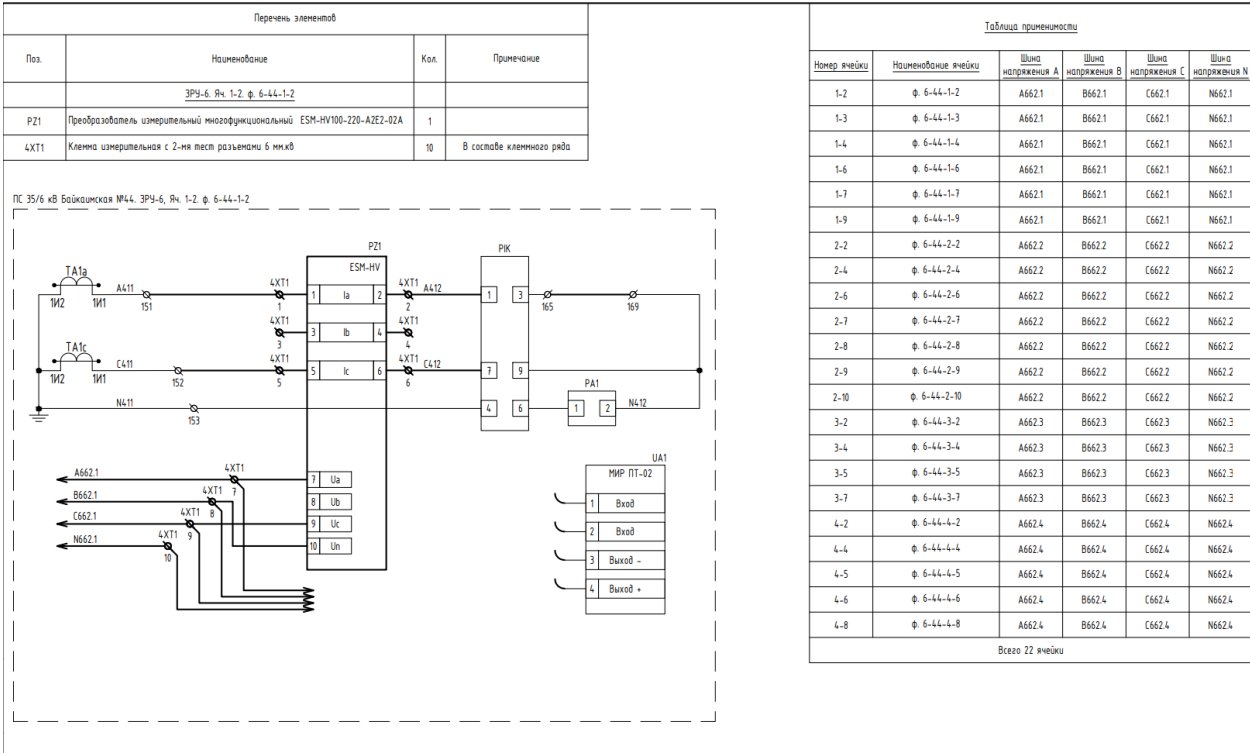 Перечень элементов
Поз. Наименование Кол. Примечание
ЗРУ-6. Яч. 1-2. ф. 6-44-1-2
PZ1 Преобразователь измерительный многофункциональный ESM-HV100-220-A2E2-02A 1
4XT1 Клемма измерительная с 2-мя тест разъемами 6 мм.кв 10 В составе клеммного ряда
ПС 35/6 кВ Байкаимская №44. ЗРУ-6, Яч. 1-2. ф. 6-44-1-2
PZ1
PIK
ESM-HV
TA1a
A411
4XT1
4XT1
A412
1И2
1И1
151
1
1
Ia
2
2
1
3
165
169
4XT1
4XT1
3
Ib
4
3
4
TA1c
C411
4XT1
4XT1
C412
1И2
1И1
152
5
5
Ic
6
6
7
9
PA1
N411
153
4
6
1
2
N412
UA1
A662.1
4XT1
7
7
Ua
МИР ПТ-02
B662.1
4XT1
8
8
Ub
1
Вход
C662.1
4XT1
9
9
Uc
2
Вход
N662.1
4XT1
10
10
Un
3
Выход -
4
Выход +
Таблица применимости
Номер ячейки Наименование ячейки Шина напряжения A Шина напряжения B Шина напряжения C Шина напряжения N
1-2 ф. 6-44-1-2 A662.1 B662.1 C662.1 N662.1
1-3 ф. 6-44-1-3 A662.1 B662.1 C662.1 N662.1
1-4 ф. 6-44-1-4 A662.1 B662.1 C662.1 N662.1
1-6 ф. 6-44-1-6 A662.1 B662.1 C662.1 N662.1
1-7 ф. 6-44-1-7 A662.1 B662.1 C662.1 N662.1
1-9 ф. 6-44-1-9 A662.1 B662.1 C662.1 N662.1
2-2 ф. 6-44-2-2 A662.2 B662.2 C662.2 N662.2
2-4 ф. 6-44-2-4 A662.2 B662.2 C662.2 N662.2
2-6 ф. 6-44-2-6 A662.2 B662.2 C662.2 N662.2
2-7 ф. 6-44-2-7 A662.2 B662.2 C662.2 N662.2
2-8 ф. 6-44-2-8 A662.2 B662.2 C662.2 N662.2
2-9 ф. 6-44-2-9 A662.2 B662.2 C662.2 N662.2
2-10 ф. 6-44-2-10 A662.2 B662.2 C662.2 N662.2
3-2 ф. 6-44-3-2 A662.3 B662.3 C662.3 N662.3
3-4 ф. 6-44-3-4 A662.3 B662.3 C662.3 N662.3
3-5 ф. 6-44-3-5 A662.3 B662.3 C662.3 N662.3
3-7 ф. 6-44-3-7 A662.3 B662.3 C662.3 N662.3
4-2 ф. 6-44-4-2 A662.4 B662.4 C662.4 N662.4
4-4 ф. 6-44-4-4 A662.4 B662.4 C662.4 N662.4
4-5 ф. 6-44-4-5 A662.4 B662.4 C662.4 N662.4
4-6 ф. 6-44-4-6 A662.4 B662.4 C662.4 N662.4
4-8 ф. 6-44-4-8 A662.4 B662.4 C662.4 N662.4
Всего 22 ячейки